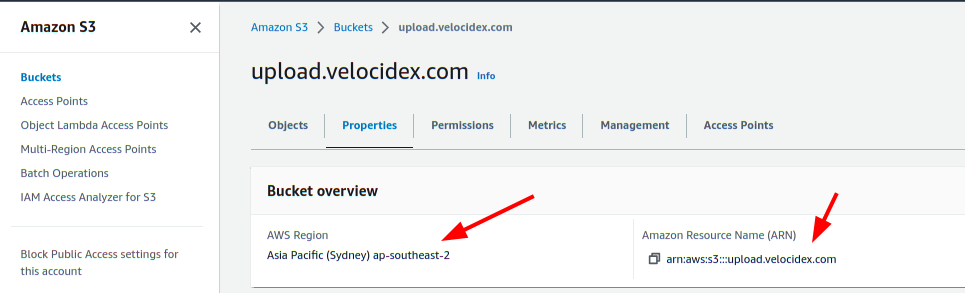 Amazon S3
Buckets
Access Points
Object Lambda Access Points
Multi-Region Access Points
Batch Operations
IAM Access Analyzer for S3
Block Public Access settings for
this account
Amazon S3 > Buckets > upload.velocidex.com
upload.velocidex.com Info
Objects Properties Permissions Metrics Management Access Points
Bucket overview
AWS Region
Asia Pacific (Sydney) ap-southeast-2
Amazon Resource Name (ARN)
arn:aws:s3:::upload.velocidex.com